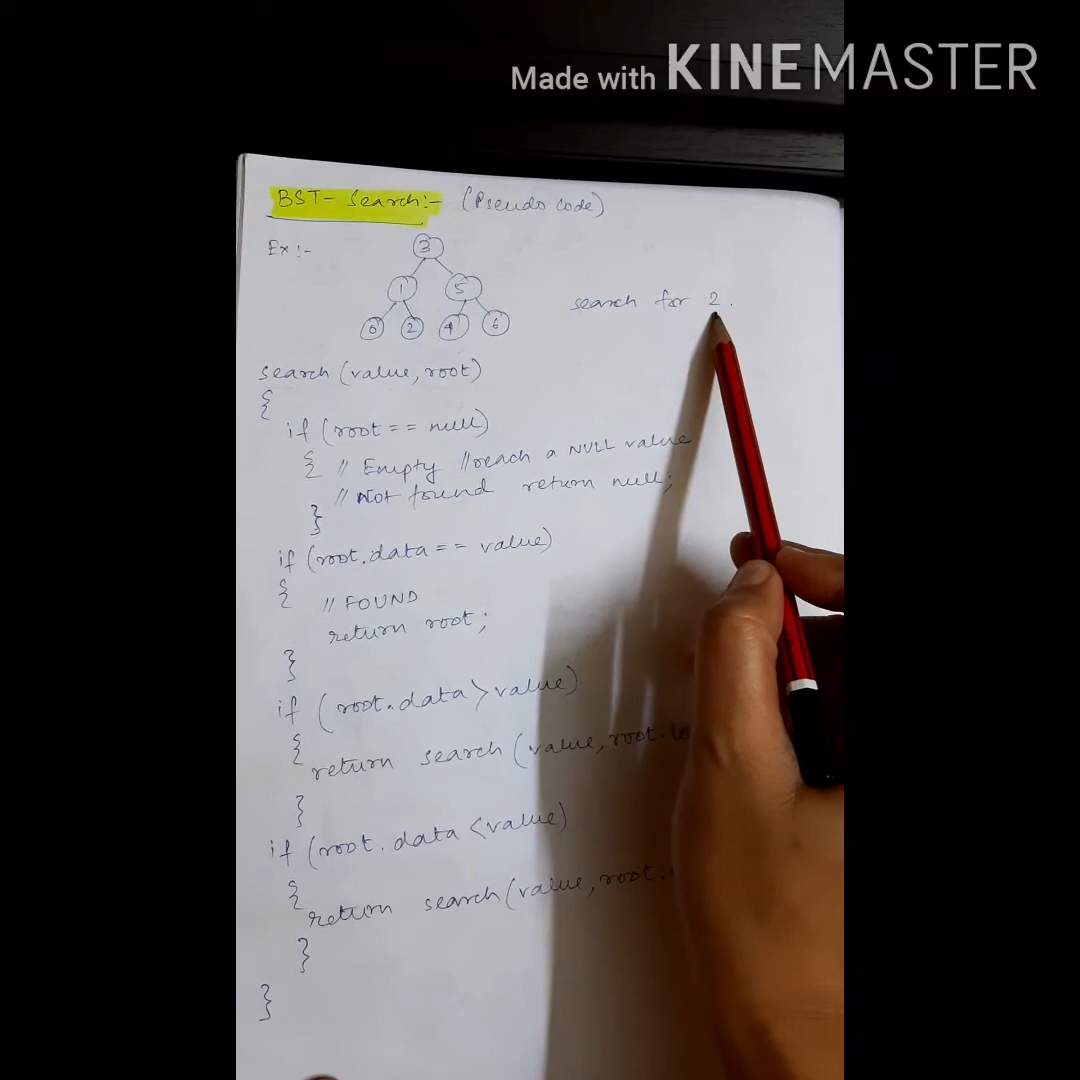 Made with KINEMASTER
BST- Search:- (Pseudo code)
Ex:-
3
1 5
search for 2.
0 2 4 6
search (value, root)
{
if (root == null)
{ // Empty //reach a NULL value
// Not found return null;
}
if (root.data == value)
{
// FOUND
return root;
}
if (root.data > value)
{
return search (value, root.
}
if (root. data < value)
{
return search (value, root.
}
}